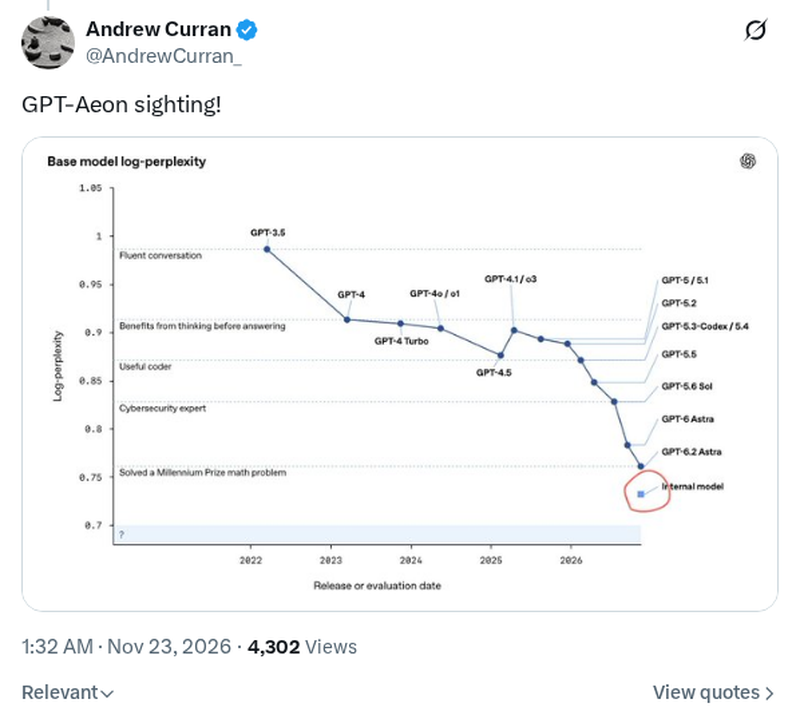 Andrew Curran
@AndrewCurran_
GPT-Aeon sighting!
Base model log-perplexity
1.05
1
0.95
0.9
0.85
0.8
0.75
0.7
Log-perplexity
GPT-3.5
Fluent conversation
GPT-4
GPT-4o / o1
GPT-4.1 / o3
Benefits from thinking before answering
GPT-4 Turbo
Useful coder
GPT-4.5
Cybersecurity expert
Solved a Millennium Prize math problem
?
GPT-5 / 5.1
GPT-5.2
GPT-5.3-Codex / 5.4
GPT-5.5
GPT-5.6 Sol
GPT-6 Astra
GPT-6.2 Astra
Internal model
2022
2023
2024
2025
2026
Release or evaluation date
1:32 AM · Nov 23, 2026 · 4,302 Views
Relevant
View quotes